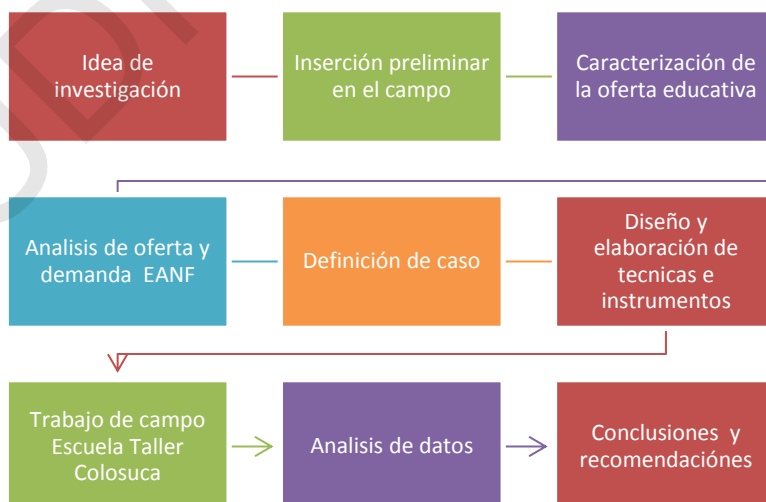 Idea de
investigación
Inserción preliminar
en el campo
Caracterización de
la oferta educativa
Analisis de oferta y
demanda EANF
Definición de caso
Diseño y
elaboración de
tecnicas e
instrumentos
Trabajo de campo
Escuela Taller
Colosuca
Analisis de datos
Conclusiones y
recomendaciónes